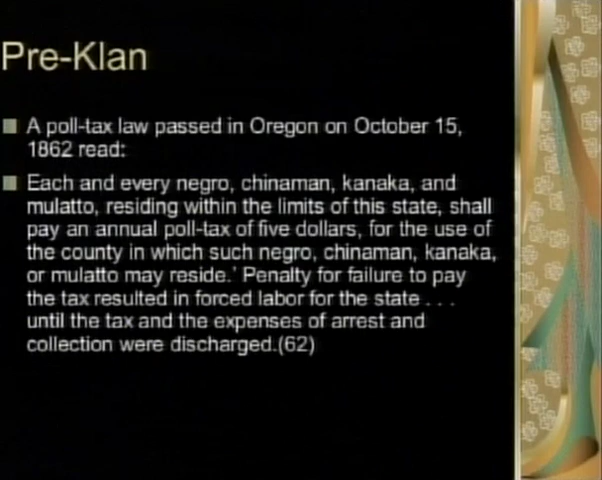 Pre-Klan
A poll-tax law passed in Oregon on October 15,
1862 read:
Each and every negro, chinaman, kanaka, and
mulatto, residing within the limits of this state, shall
pay an annual poll-tax of five dollars, for the use of
the county in which such negro, chinaman, kanaka,
or mulatto may reside.' Penalty for failure to pay
the tax resulted in forced labor for the state . . .
until the tax and the expenses of arrest and
collection were discharged.(62)